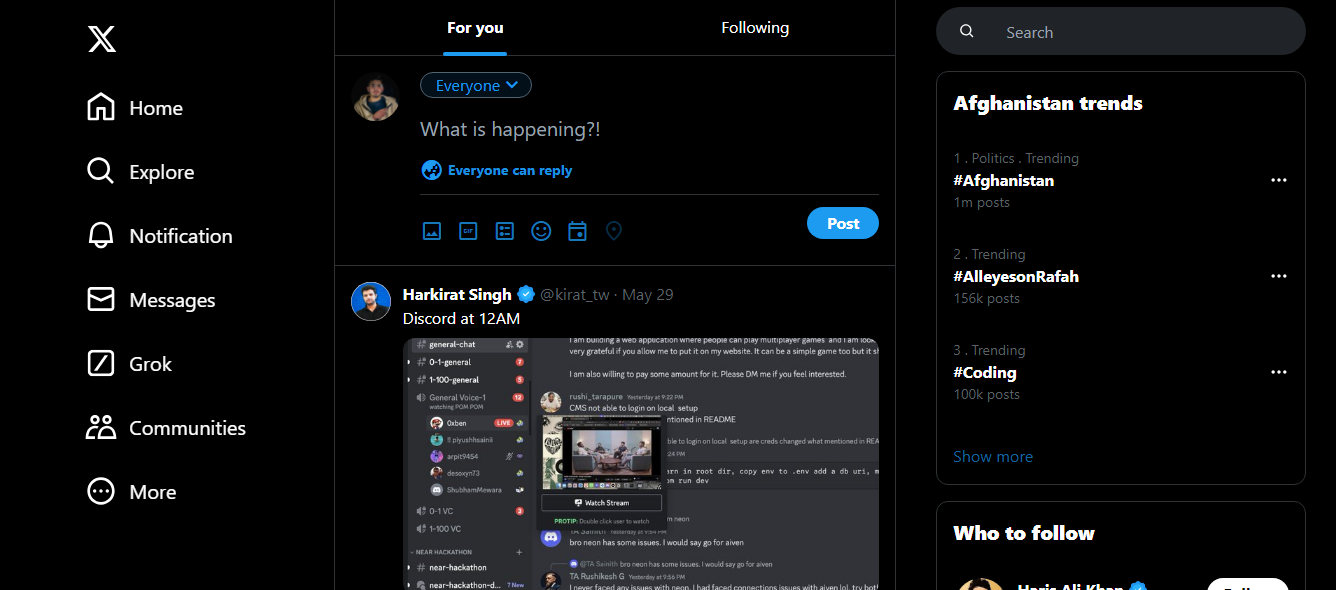 Home
Explore
Notification
Messages
Grok
Communities
More
For you
Following
Everyone
What is happening?!
Everyone can reply
GIF
Post
Harkirat Singh @kirat_tw · May 29
Discord at 12AM
general-chat
0-1-general 7
1-100-general 5
General Voice-1 12
watching POM POM
0xben LIVE
!! piyushhsainii
arpit9454
desoxyn73
ShubhamMewara
0-1 VC 3
1-100 VC
NEAR HACKATHON
near-hackathon
near-hackathon-d... 7 New
I am building a web application where people can play multiplayer games and I am look
very grateful if you allow me to put it on my website. It can be a simple game too but it sh
I am also willing to pay some amount for it. Please DM me if you feel interested.
rushi_tarapure Yesterday at 9:22 PM
CMS not able to login on local setup
ntioned in README
ble to login on local setup are creds changed what mentioned in REA
:24 PM
rn in root dir, copy env to .env add a db uri, m
om run dev
Watch Stream
PROTIP: Double click user to watch
m neon
TA Sainith Yesterday at 9:54 PM
bro neon has some issues. I would say go for aiven
@TA Sainith bro neon has some issues. I would say go for aiven
TA Rushikesh G Yesterday at 9:56 PM
I never faced any issues with neon. I had faced connections issues with aiven lol. try bot
Search
Afghanistan trends
1 . Politics . Trending
#Afghanistan
1m posts
2 . Trending
#AlleyesonRafah
156k posts
3 . Trending
#Coding
100k posts
Show more
Who to follow
Haris Ali Khan
Follow